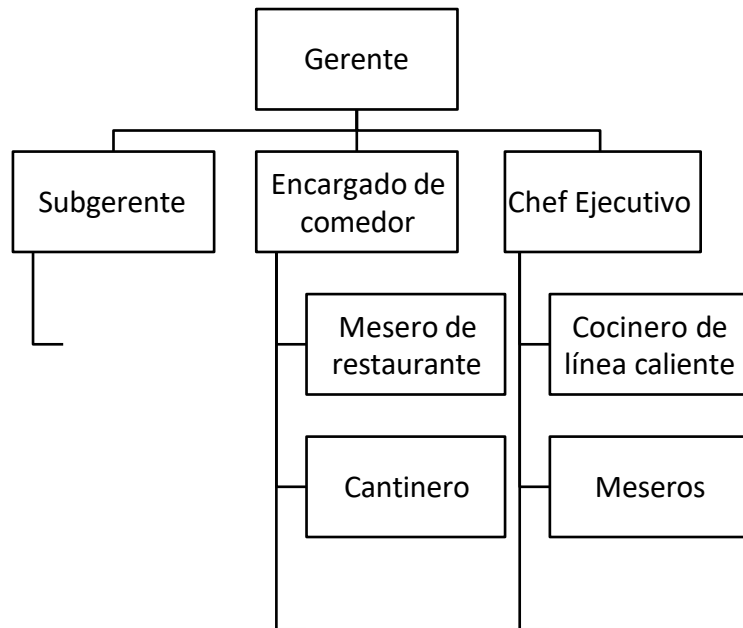 Gerente
Subgerente
Encargado de
comedor
Chef Ejecutivo
Mesero de
restaurante
Cocinero de
línea caliente
Cantinero
Meseros